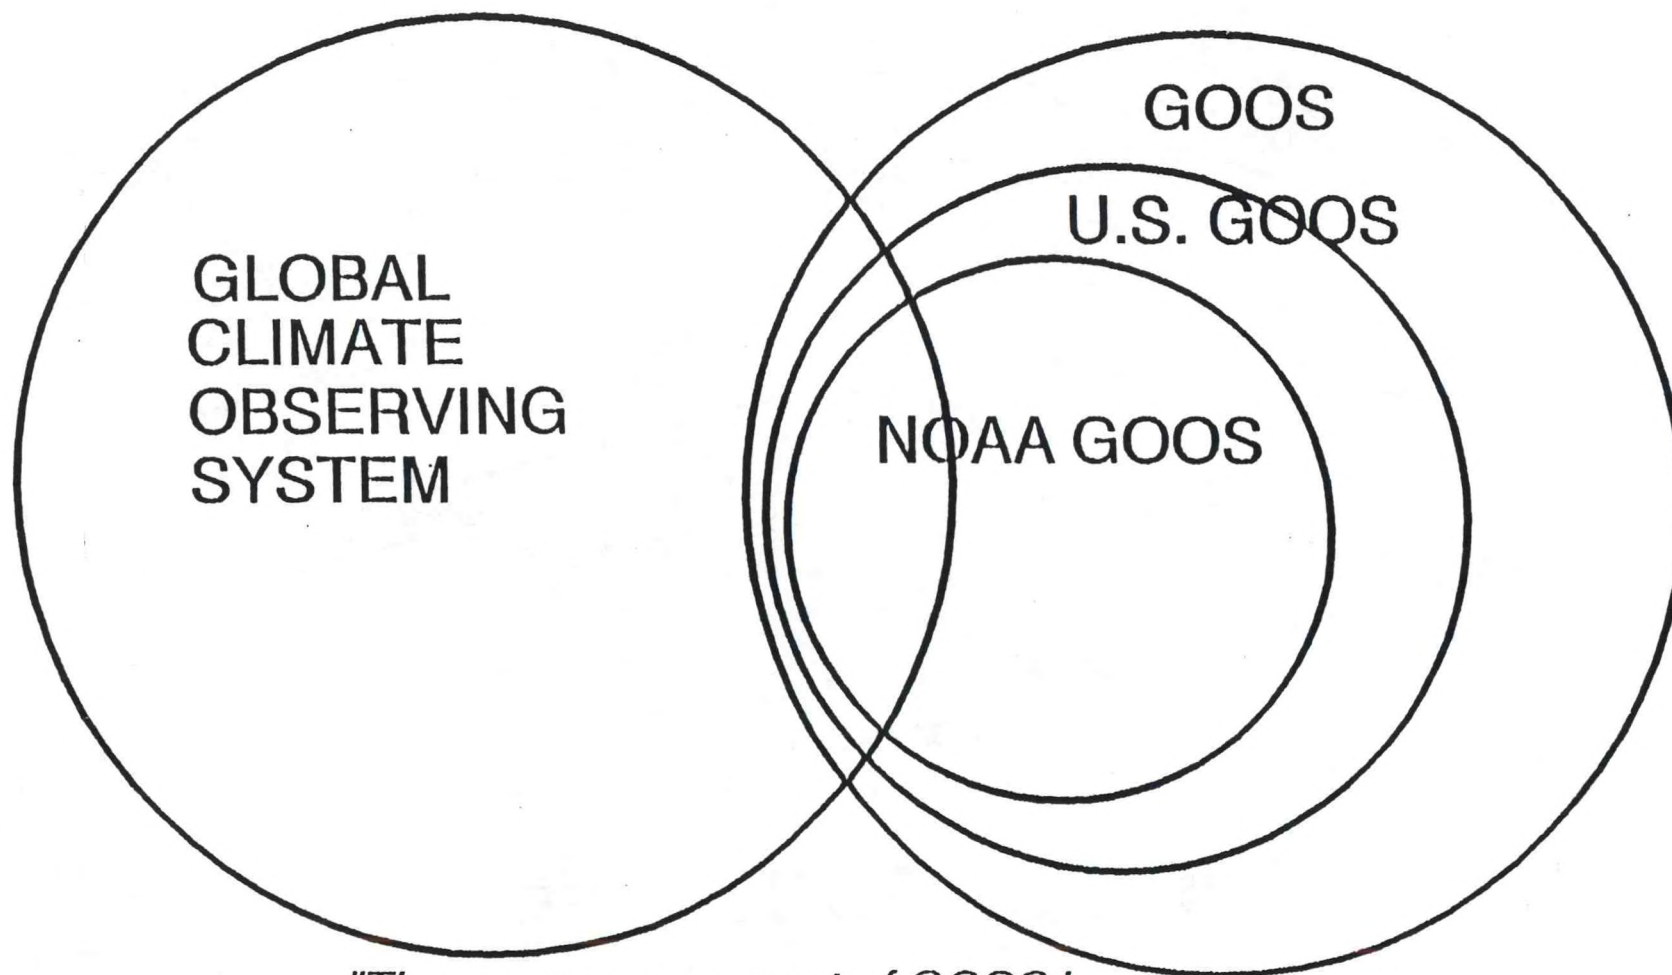 GOOS
U.S. GOOS
GLOBAL
CLIMATE
OBSERVING
SYSTEM
NOAA GOOS